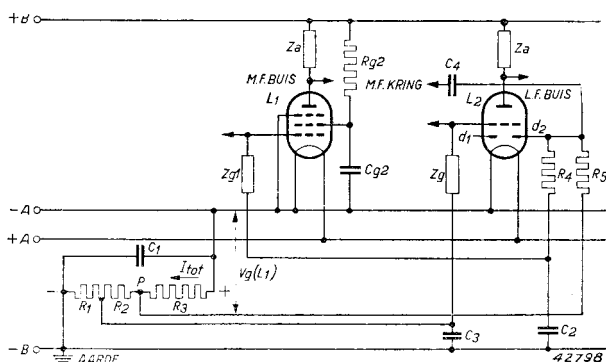 +B
Za
Rg2
M.F. BUIS
L1
M.F. KRING
C4
Za
L2
L.F. BUIS
d1
d2
Zg1
Cg2
Zg
R4
R5
-A
+A
C1
Itot
Vg(L1)
-
P
+
R1
R2
R3
C3
C2
-B
AARDE
42798